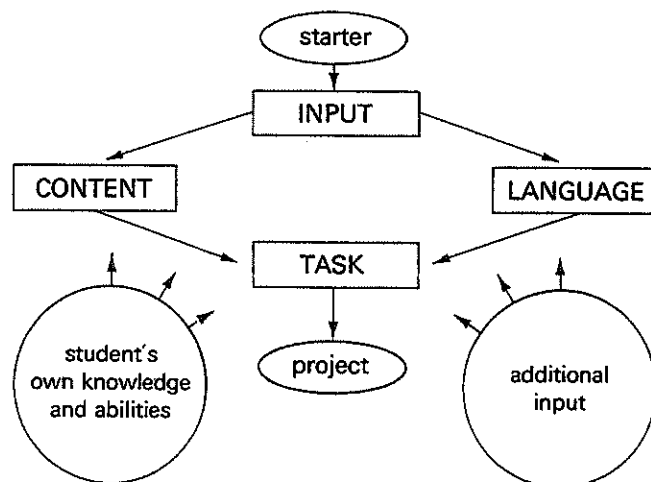 starter
INPUT
CONTENT
LANGUAGE
TASK
student's
own knowledge
and abilities
project
additional
input